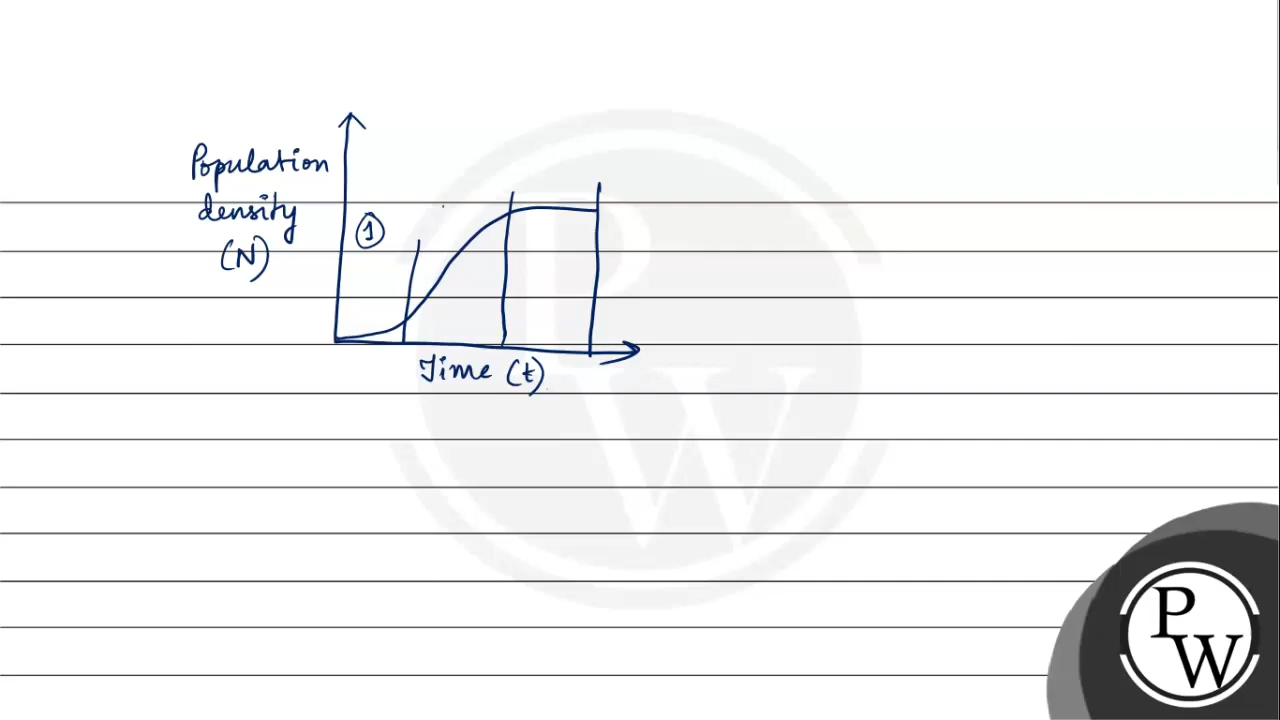 Population
density
(N)
①
Time (t)
P
W
P
W